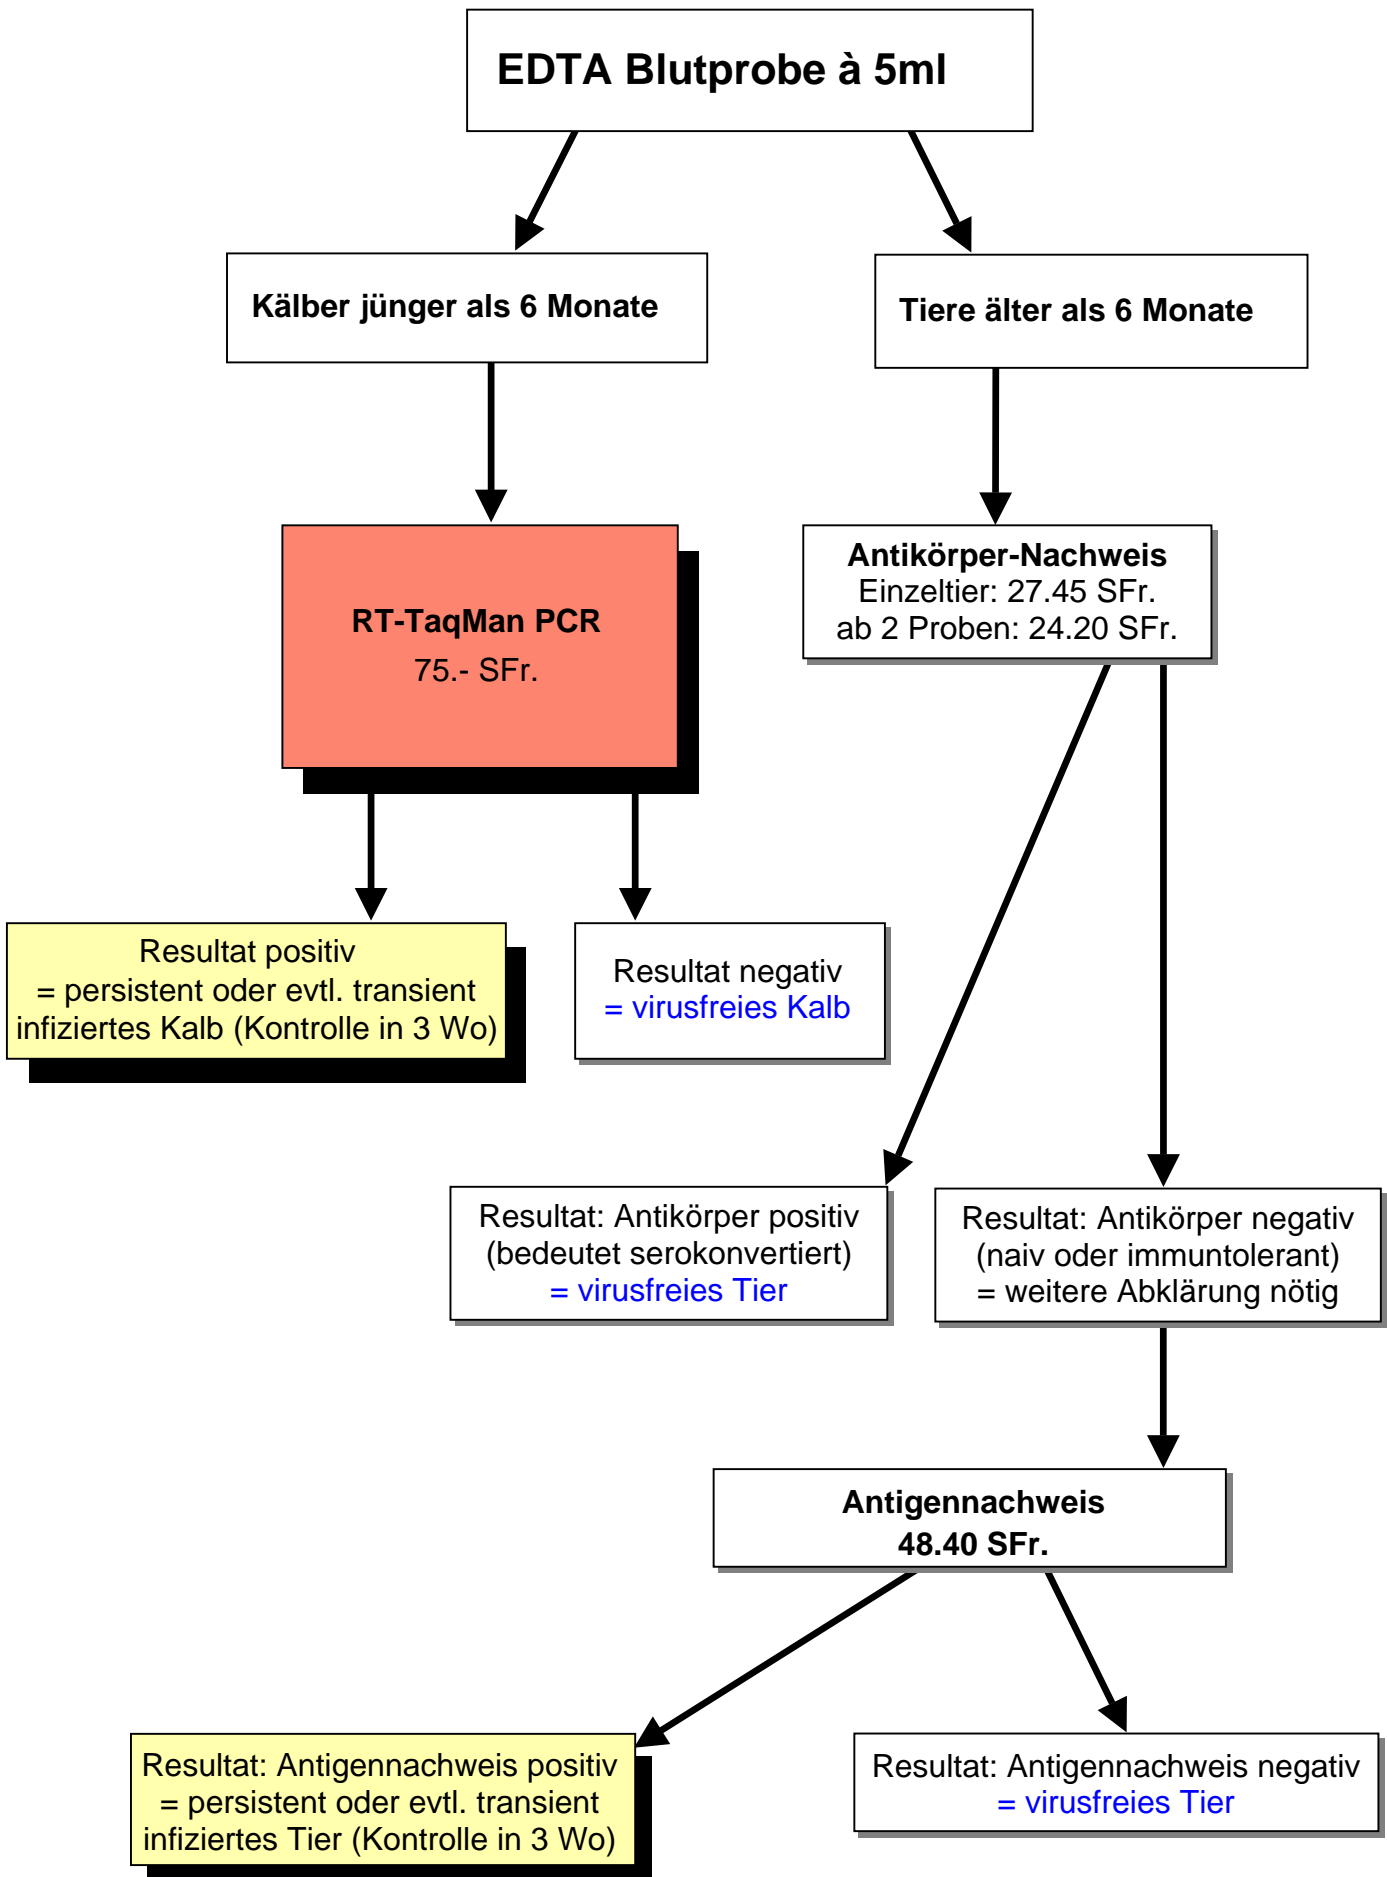 EDTA Blutprobe à 5ml
Kälber jünger als 6 Monate
Tiere älter als 6 Monate
RT-TaqMan PCR
75.- SFr.
Antikörper-Nachweis
Einzeltier: 27.45 SFr.
ab 2 Proben: 24.20 SFr.
Resultat positiv
= persistent oder evtl. transient
infiziertes Kalb (Kontrolle in 3 Wo)
Resultat negativ
= virusfreies Kalb
Resultat: Antikörper positiv
(bedeutet serokonvertiert)
= virusfreies Tier
Resultat: Antikörper negativ
(naiv oder immuntolerant)
= weitere Abklärung nötig
Antigennachweis
48.40 SFr.
Resultat: Antigennachweis positiv
= persistent oder evtl. transient
infiziertes Tier (Kontrolle in 3 Wo)
Resultat: Antigennachweis negativ
= virusfreies Tier